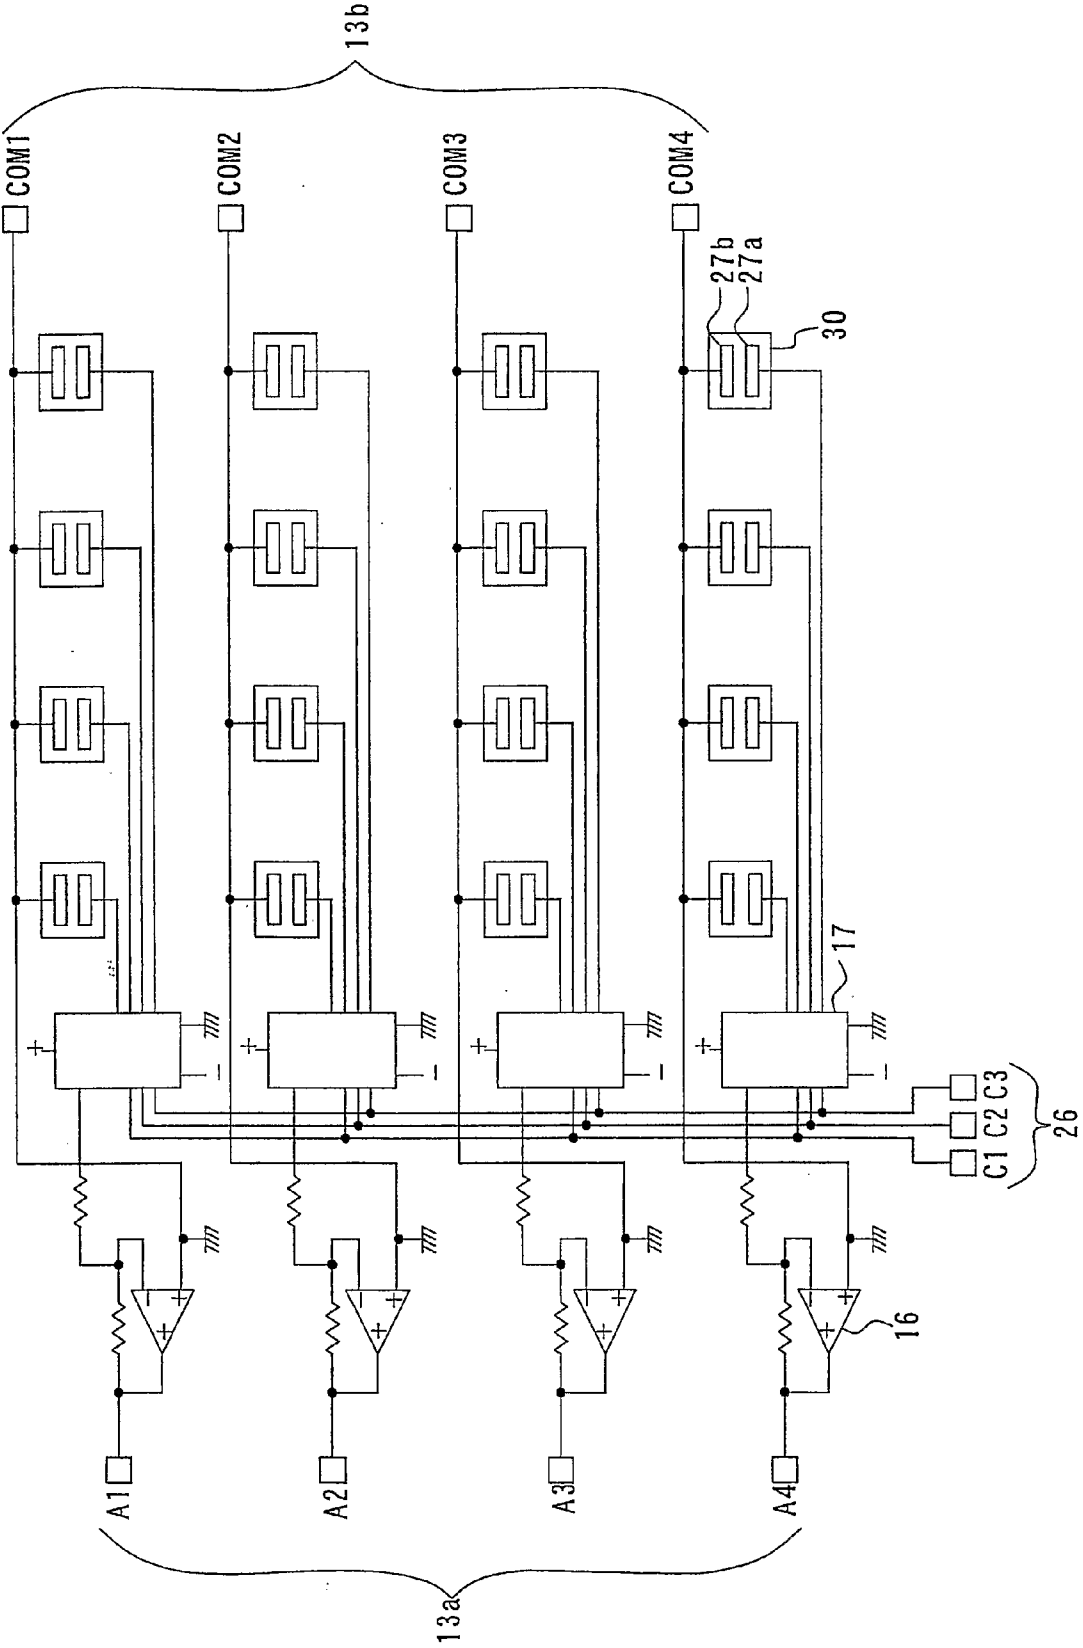 13b
COM1
COM2
COM3
COM4
27b
27a
30
+
−
+
−
+
−
+
−
17
C1 C2 C3
26
−
+
+
−
+
+
−
+
+
−
+
+
16
A1
A2
A3
A4
13a